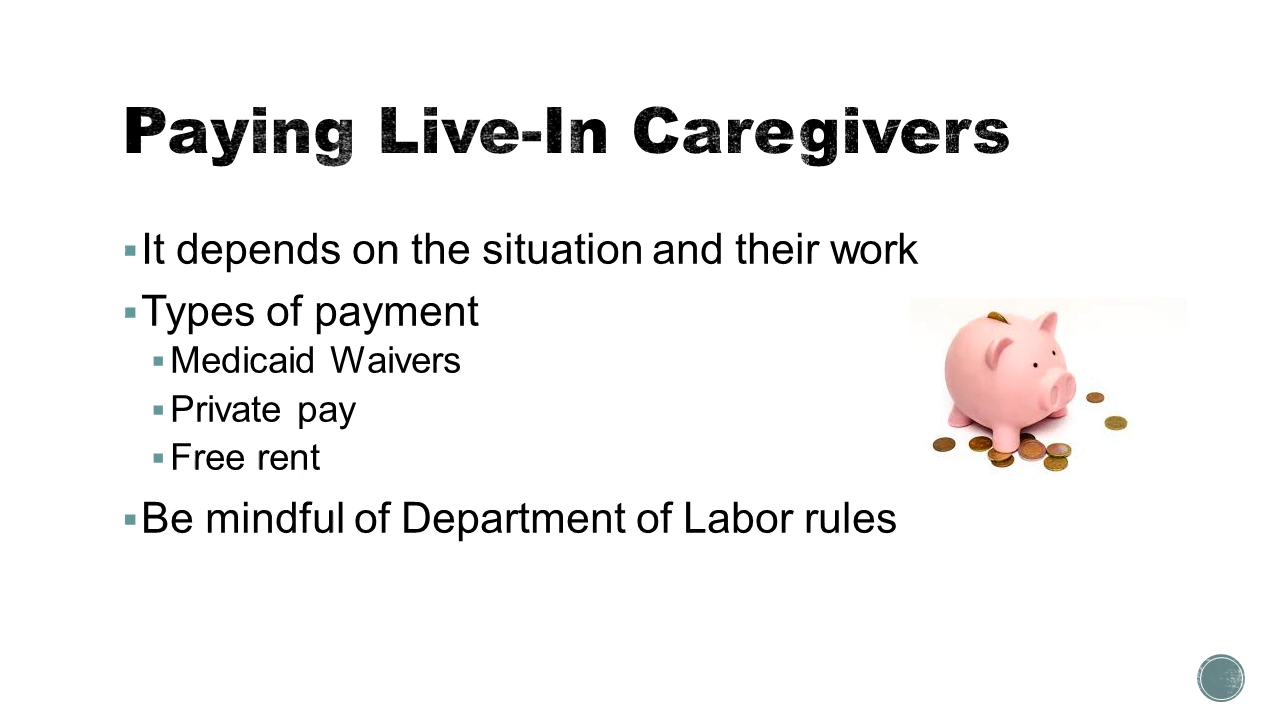 Paying Live-In Caregivers
It depends on the situation and their work
Types of payment
Medicaid Waivers
Private pay
Free rent
Be mindful of Department of Labor rules